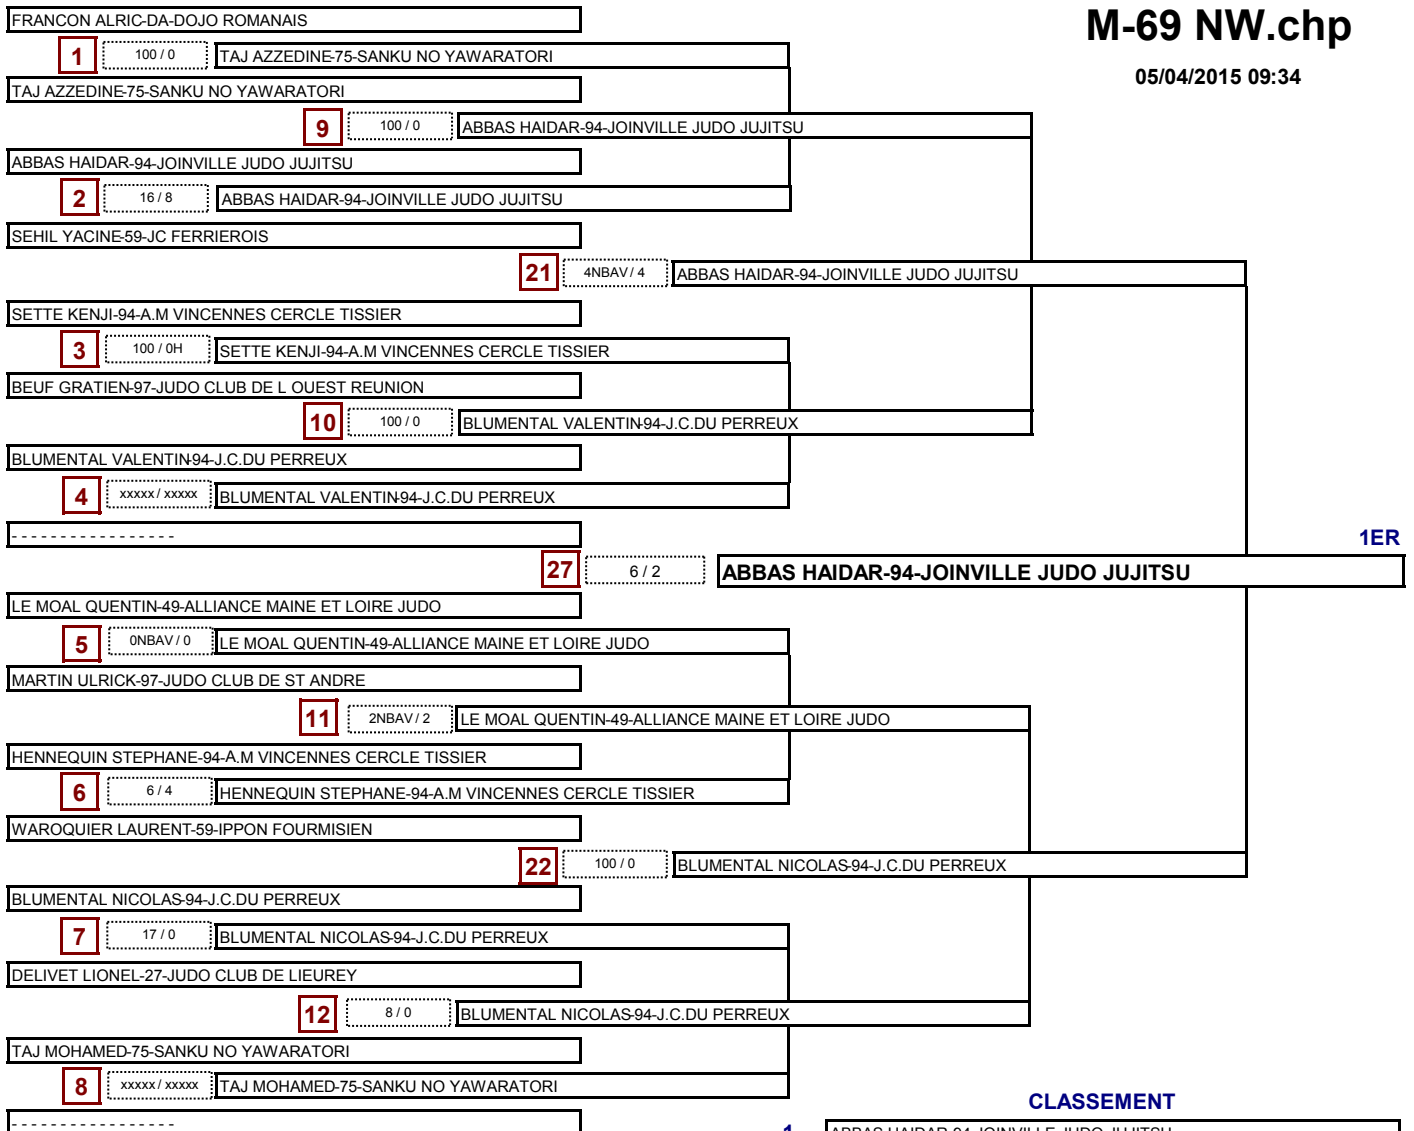 M-69 NW.chp
05/04/2015 09:34
FRANCON ALRIC-DA-DOJO ROMANAIS
1 100 / 0 TAJ AZZEDINE-75-SANKU NO YAWARATORI
TAJ AZZEDINE-75-SANKU NO YAWARATORI
9 100 / 0 ABBAS HAIDAR-94-JOINVILLE JUDO JUJITSU
ABBAS HAIDAR-94-JOINVILLE JUDO JUJITSU
2 16 / 8 ABBAS HAIDAR-94-JOINVILLE JUDO JUJITSU
SEHIL YACINE-59-JC FERRIEROIS
21 4NBAV / 4 ABBAS HAIDAR-94-JOINVILLE JUDO JUJITSU
SETTE KENJI-94-A.M VINCENNES CERCLE TISSIER
3 100 / 0H SETTE KENJI-94-A.M VINCENNES CERCLE TISSIER
BEUF GRATIEN-97-JUDO CLUB DE L OUEST REUNION
10 100 / 0 BLUMENTAL VALENTIN-94-J.C.DU PERREUX
BLUMENTAL VALENTIN-94-J.C.DU PERREUX
4 xxxxx / xxxxx BLUMENTAL VALENTIN-94-J.C.DU PERREUX
- - - - - - - - - - - - - - - - -
1ER
27 6 / 2 ABBAS HAIDAR-94-JOINVILLE JUDO JUJITSU
LE MOAL QUENTIN-49-ALLIANCE MAINE ET LOIRE JUDO
5 0NBAV / 0 LE MOAL QUENTIN-49-ALLIANCE MAINE ET LOIRE JUDO
MARTIN ULRICK-97-JUDO CLUB DE ST ANDRE
11 2NBAV / 2 LE MOAL QUENTIN-49-ALLIANCE MAINE ET LOIRE JUDO
HENNEQUIN STEPHANE-94-A.M VINCENNES CERCLE TISSIER
6 6 / 4 HENNEQUIN STEPHANE-94-A.M VINCENNES CERCLE TISSIER
WAROQUIER LAURENT-59-IPPON FOURMISIEN
22 100 / 0 BLUMENTAL NICOLAS-94-J.C.DU PERREUX
BLUMENTAL NICOLAS-94-J.C.DU PERREUX
7 17 / 0 BLUMENTAL NICOLAS-94-J.C.DU PERREUX
DELIVET LIONEL-27-JUDO CLUB DE LIEUREY
12 8 / 0 BLUMENTAL NICOLAS-94-J.C.DU PERREUX
TAJ MOHAMED-75-SANKU NO YAWARATORI
8 xxxxx / xxxxx TAJ MOHAMED-75-SANKU NO YAWARATORI
CLASSEMENT
- - - - - - - - - - - - - - - - -
1 ABBAS HAIDAR-94-JOINVILLE JUDO JUJITSU